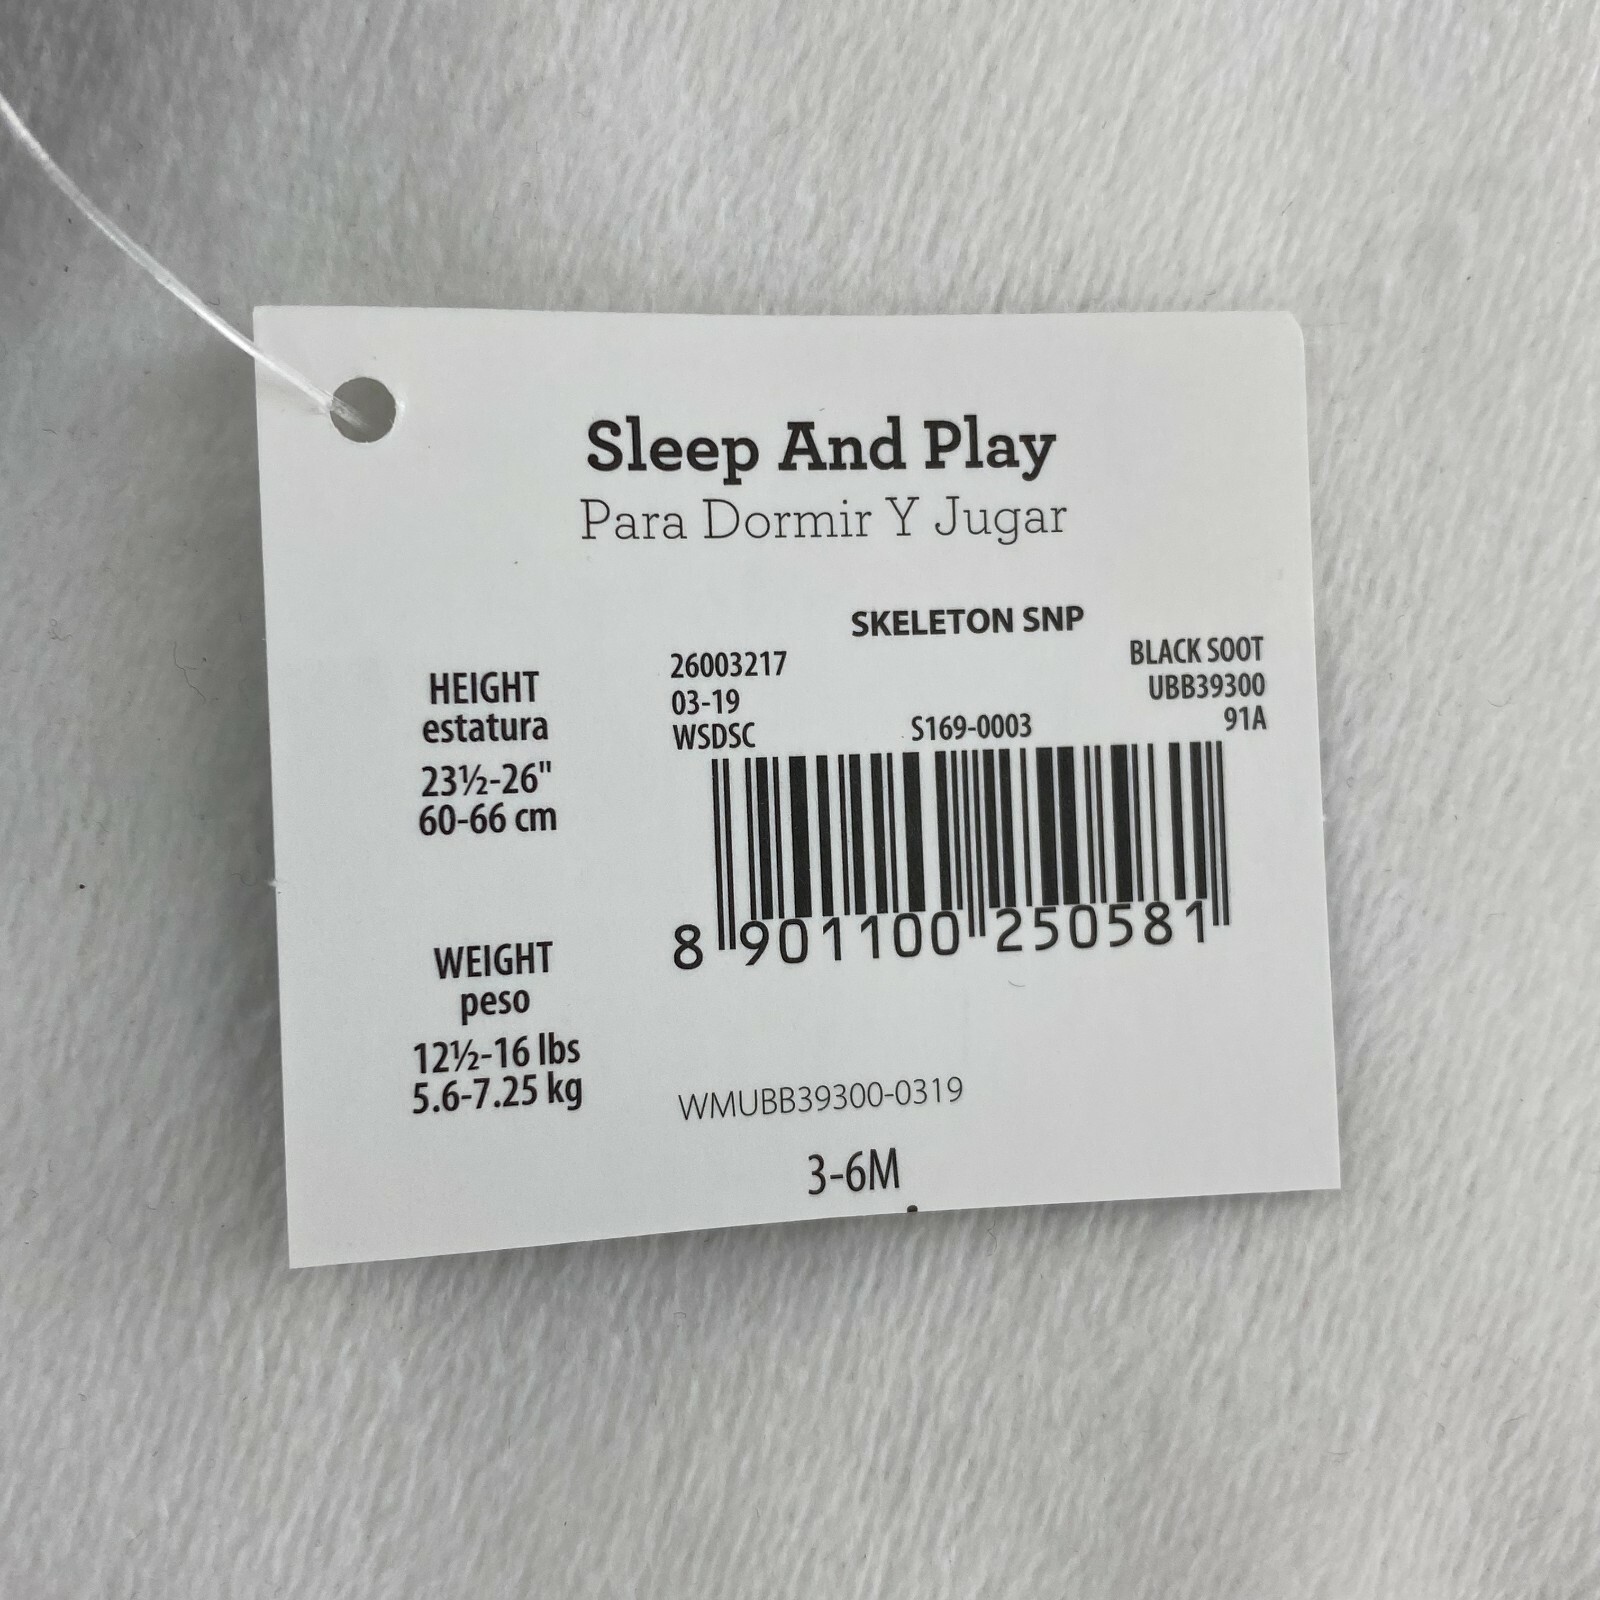 Sleep And Play
Para Dormir Y Jugar
SKELETON SNP
26003217
BLACK SOOT
03-19
UBB39300
WSDSC
S169-0003
91A
HEIGHT
estatura
23½-26"
60-66 cm
8 901100 250581
WEIGHT
peso
12½-16 lbs
5.6-7.25 kg
WMUBB39300-0319
3-6M